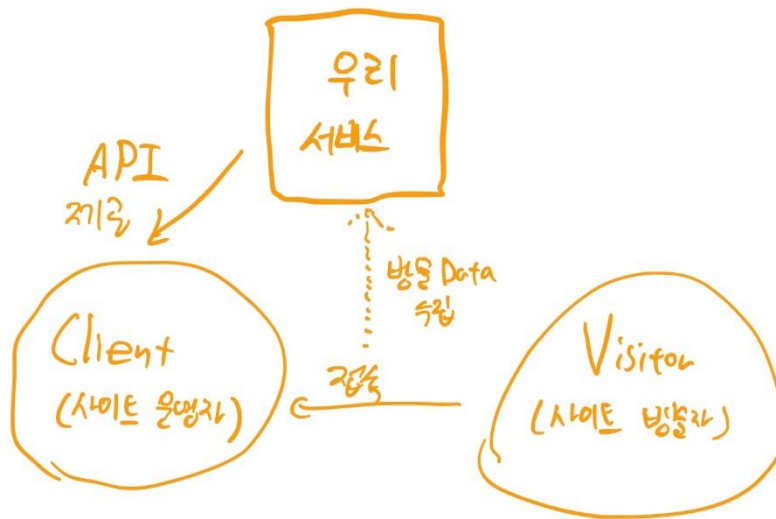 우리
서비스
API
제공
방문 Data
수집
Client
(사이트 운영자)
접속
Visitor
(사이트 방문자)